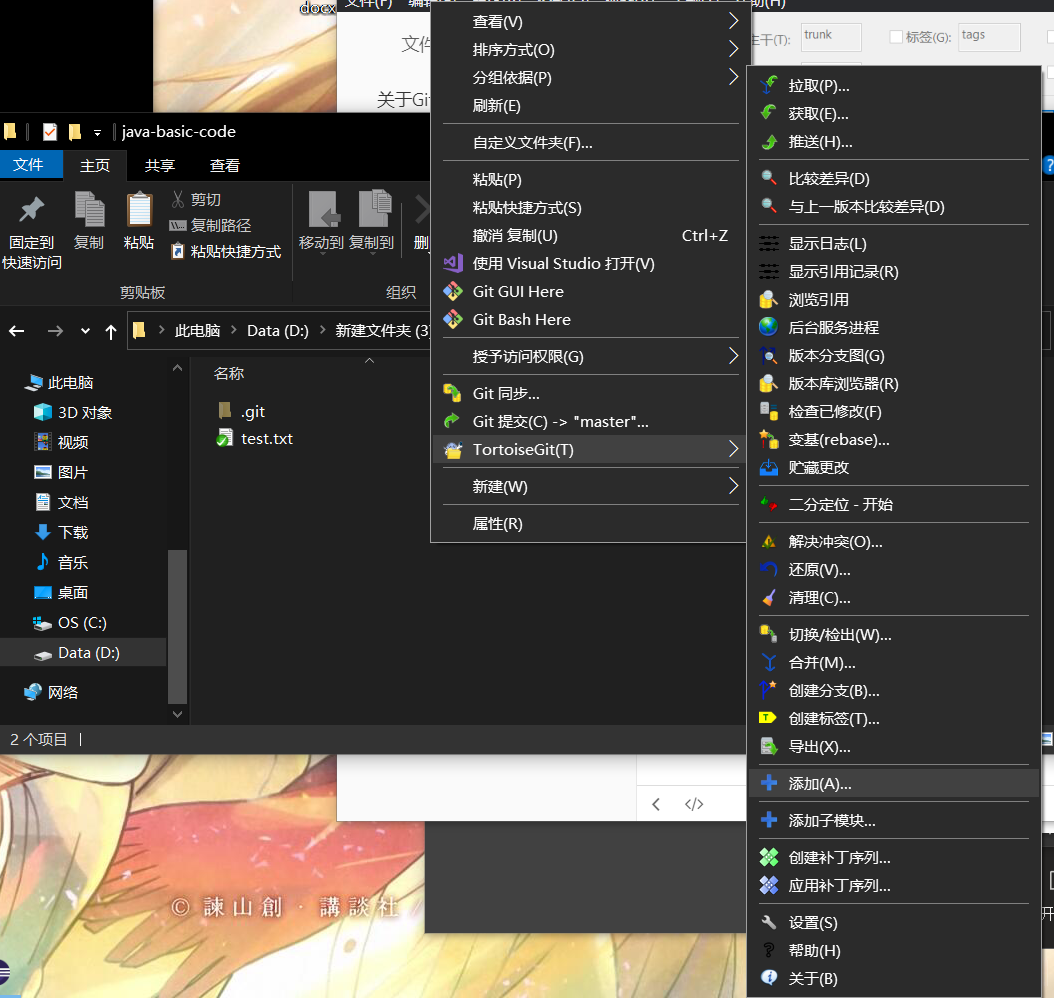 docx
trunk
标签(G):
tags
文件
关于Git
java-basic-code
文件
主页
共享
查看
固定到
快速访问
复制
粘贴
剪切
复制路径
粘贴快捷方式
移动到
复制到
剪贴板
组织
此电脑
Data (D:)
新建文件夹 (3)
此电脑
3D 对象
视频
图片
文档
下载
音乐
桌面
OS (C:)
Data (D:)
网络
名称
.git
test.txt
2 个项目
查看(V)
排序方式(O)
分组依据(P)
刷新(E)
自定义文件夹(F)...
粘贴(P)
粘贴快捷方式(S)
撤消 复制(U)
Ctrl+Z
使用 Visual Studio 打开(V)
Git GUI Here
Git Bash Here
授予访问权限(G)
Git 同步...
Git 提交(C) -> "master"...
TortoiseGit(T)
新建(W)
属性(R)
拉取(P)...
获取(E)...
推送(H)...
比较差异(D)
与上一版本比较差异(D)
显示日志(L)
显示引用记录(R)
浏览引用
后台服务进程
版本分支图(G)
版本库浏览器(R)
检查已修改(F)
变基(rebase)...
贮藏更改
二分定位 - 开始
解决冲突(O)...
还原(V)...
清理(C)...
切换/检出(W)...
合并(M)...
创建分支(B)...
创建标签(T)...
导出(X)...
添加(A)...
添加子模块...
创建补丁序列...
应用补丁序列...
设置(S)
帮助(H)
关于(B)
</>
© 諫山創 · 講談社